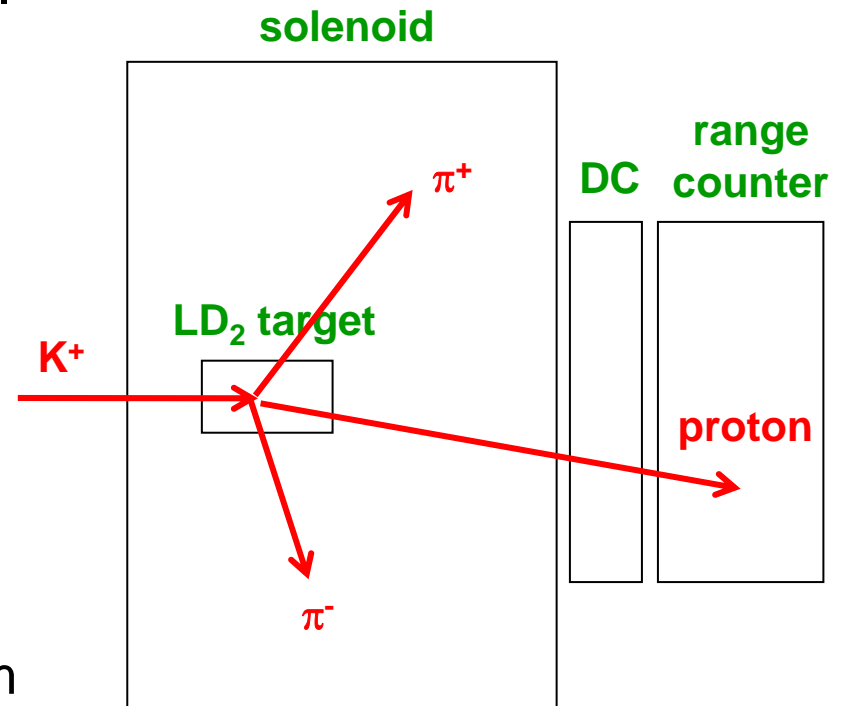 solenoid
range
DC counter
π+
LD2 target
K+
proton
π-
n